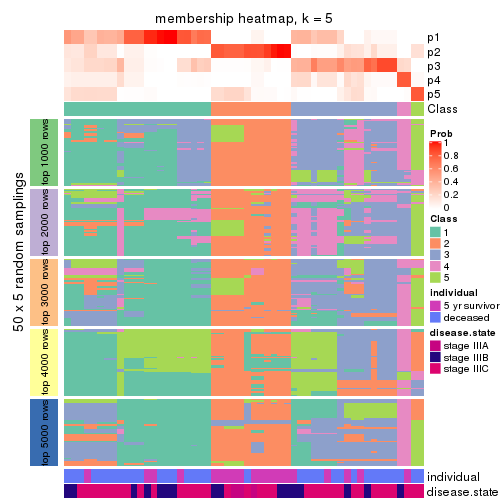 membership heatmap, k = 5
p1
p2
p3
p4
p5
Class
50 x 5 random samplings
top 1000 rows
top 2000 rows
top 3000 rows
top 4000 rows
top 5000 rows
individual
disease.state
Prob
1
0.8
0.6
0.4
0.2
0
Class
1
2
3
4
5
individual
5 yr survivor
deceased
disease.state
stage IIIA
stage IIIB
stage IIIC